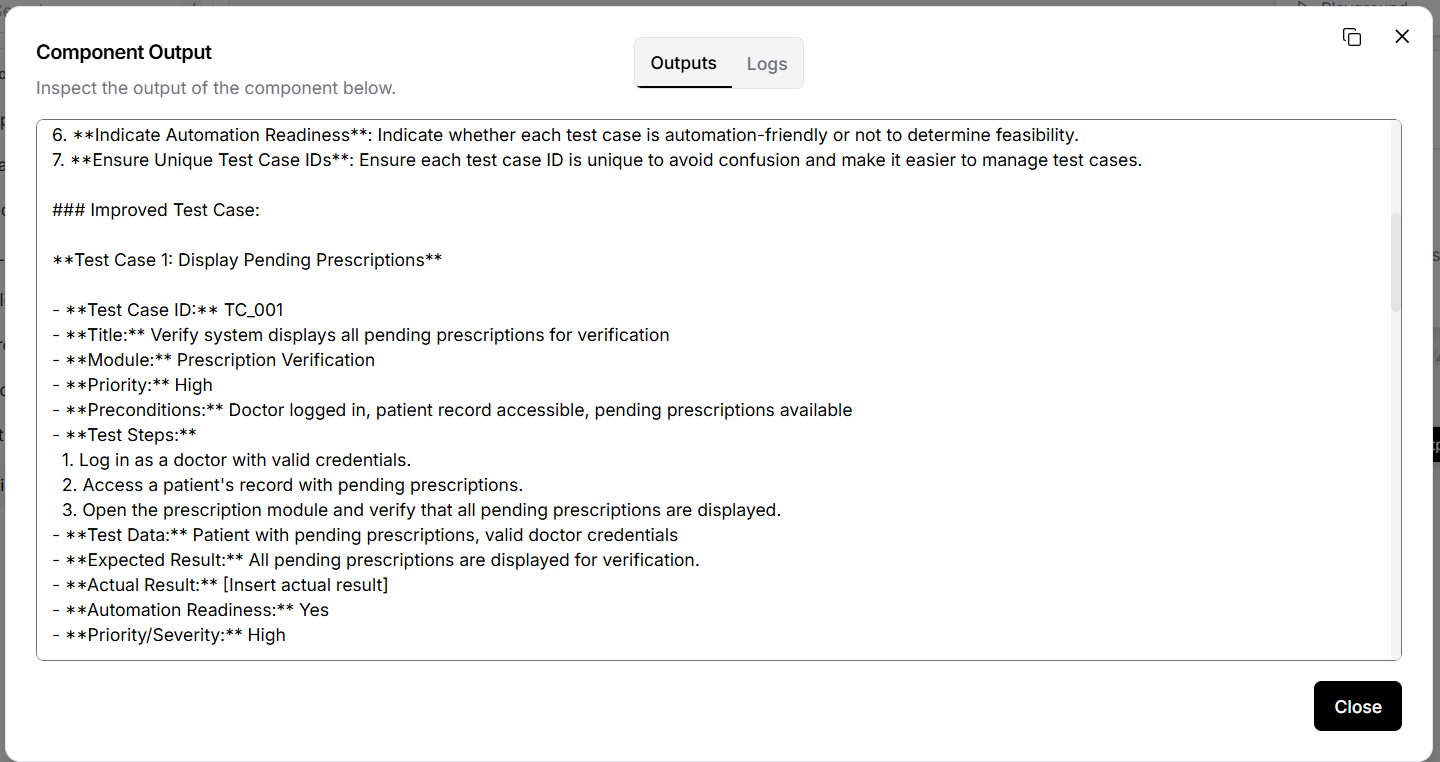 Playground
Component Output
Outputs
Logs
Inspect the output of the component below.
6. **Indicate Automation Readiness**: Indicate whether each test case is automation-friendly or not to determine feasibility.
7. **Ensure Unique Test Case IDs**: Ensure each test case ID is unique to avoid confusion and make it easier to manage test cases.
### Improved Test Case:
**Test Case 1: Display Pending Prescriptions**
- **Test Case ID:** TC_001
- **Title:** Verify system displays all pending prescriptions for verification
- **Module:** Prescription Verification
- **Priority:** High
- **Preconditions:** Doctor logged in, patient record accessible, pending prescriptions available
- **Test Steps:**
1. Log in as a doctor with valid credentials.
2. Access a patient's record with pending prescriptions.
3. Open the prescription module and verify that all pending prescriptions are displayed.
- **Test Data:** Patient with pending prescriptions, valid doctor credentials
- **Expected Result:** All pending prescriptions are displayed for verification.
- **Actual Result:** [Insert actual result]
- **Automation Readiness:** Yes
- **Priority/Severity:** High
Close